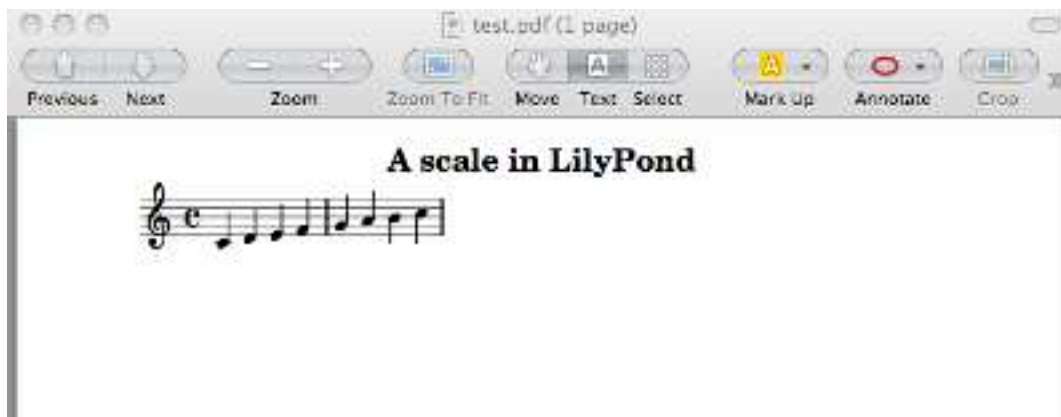 test.pdf (1 page)
Previous Next Zoom Zoom To Fit Move Text Select Mark Up Annotate Crop
A scale in LilyPond